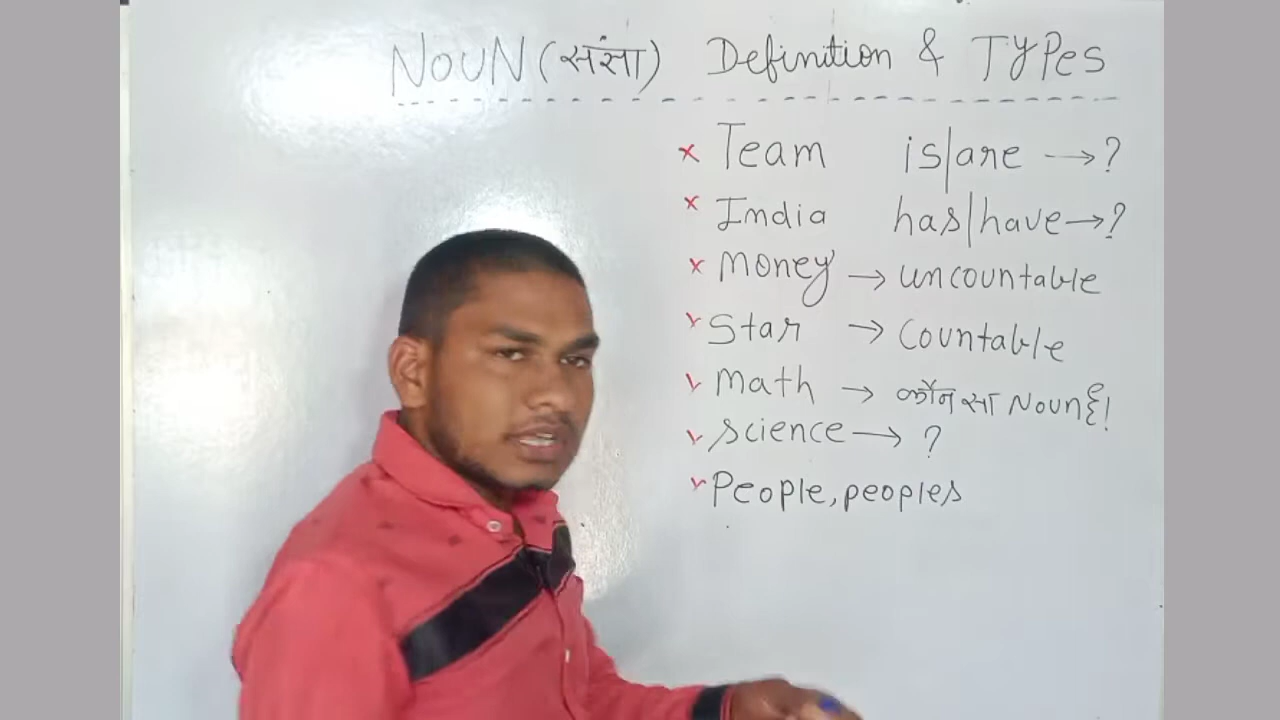 NOUN (संसा) Definition & TYPes
× Team is/are → ?
× India has/have → ?
× money → uncountable
Star → Countable
math → कौन सा Noun है!
science → ?
People, peoples